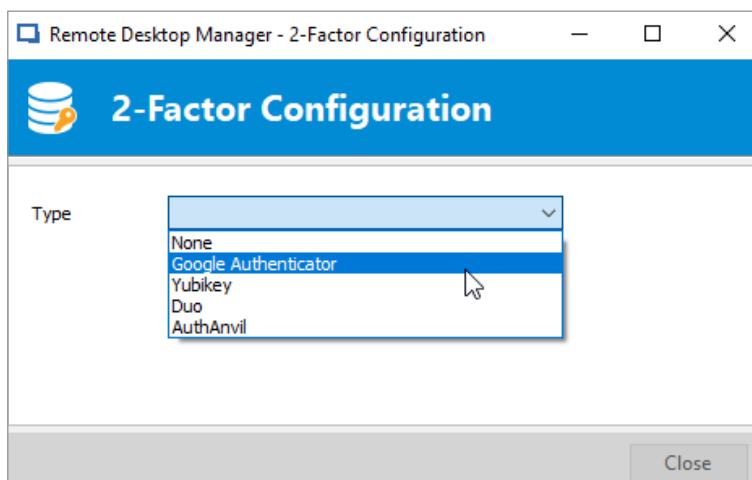 Remote Desktop Manager - 2-Factor Configuration
2-Factor Configuration
Type
None
Google Authenticator
Yubikey
Duo
AuthAnvil
Close